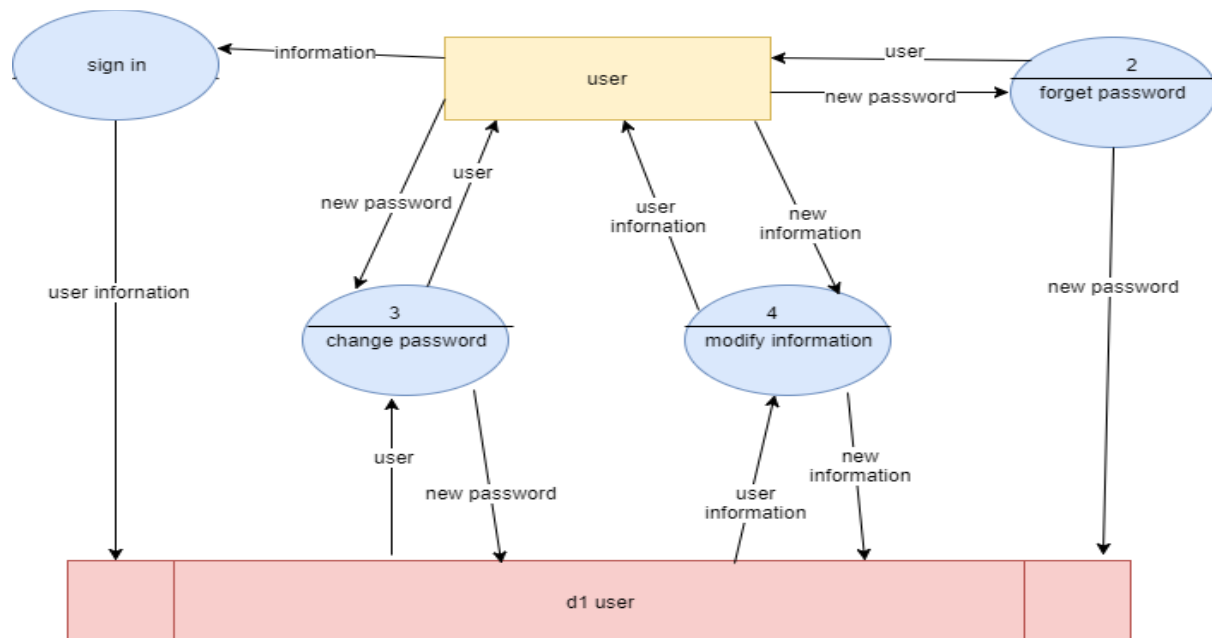 sign in
information
user
user
new password
2
forget password
new password
user
user
infornation
new
information
user infornation
new password
3
change password
4
modify information
user
new password
user
information
new
information
d1 user